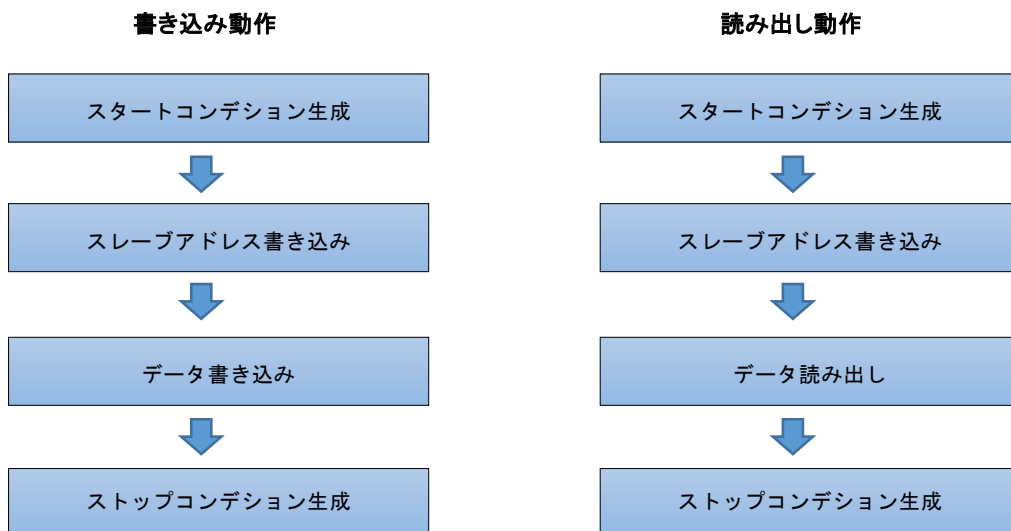 書き込み動作
スタートコンデション生成
スレーブアドレス書き込み
データ書き込み
ストップコンデション生成
読み出し動作
スタートコンデション生成
スレーブアドレス書き込み
データ読み出し
ストップコンデション生成